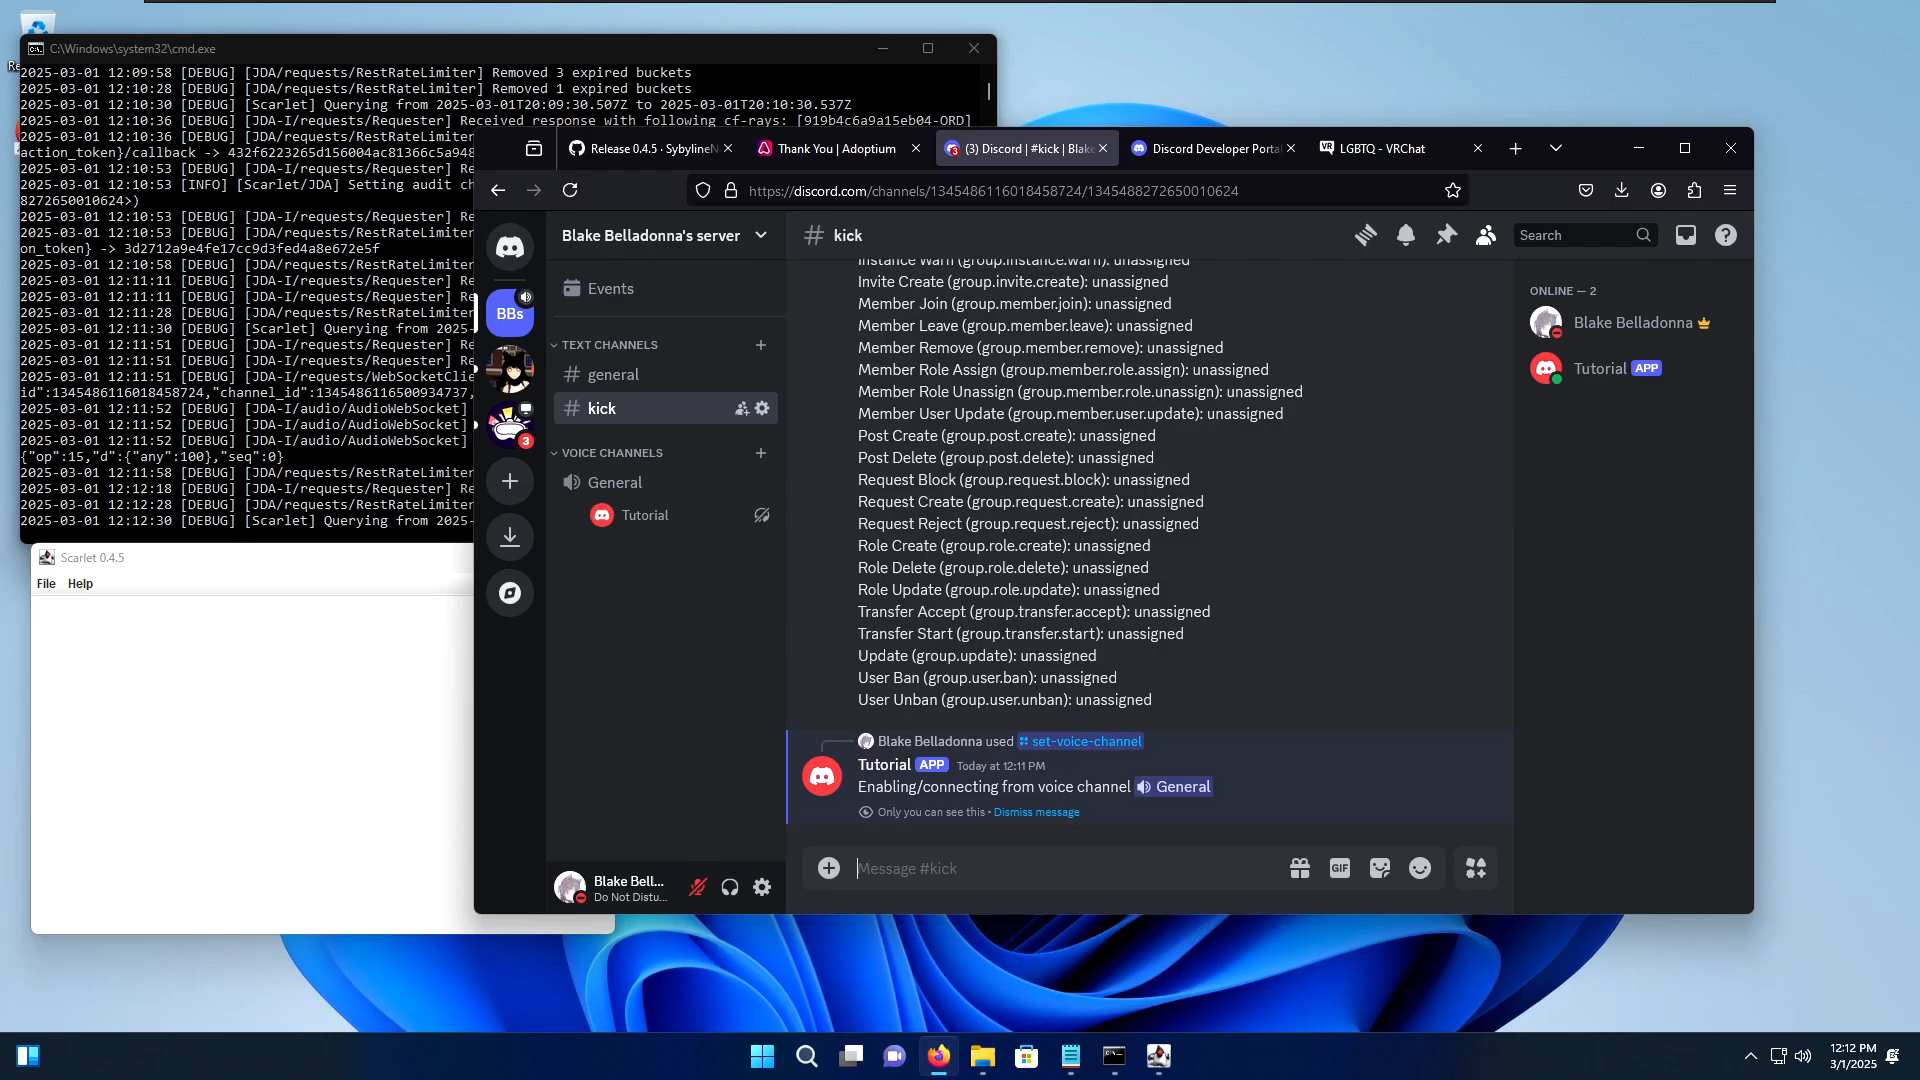 C:\Windows\system32\cmd.exe
2025-03-01 12:09:58 [DEBUG] [JDA/requests/RestRateLimiter] Removed 3 expired buckets
2025-03-01 12:10:28 [DEBUG] [JDA/requests/RestRateLimiter] Removed 1 expired buckets
2025-03-01 12:10:30 [DEBUG] [Scarlet] Querying from 2025-03-01T20:09:30.507Z to 2025-03-01T20:10:30.537Z
2025-03-01 12:10:36 [DEBUG] [JDA/requests/Requester] Received response with following cf-rays: [919b4c6a9a15eb04-ORD]
2025-03-01 12:10:36 [DEBUG] [JDA/requests/RestRateLimit
action_token}/callback -> 432f6223265d156004ac81366c5a948
2025-03-01 12:10:53 [DEBUG] [JDA/requests/RestRateLimit
2025-03-01 12:10:53 [INFO] [Scarlet/JDA] Setting audit ch
8272650010624>)
2025-03-01 12:10:53 [DEBUG] [JDA-I/requests/Requester] Re
2025-03-01 12:10:53 [DEBUG] [JDA-I/requests/Requester] Re
on_token} -> 3d2712a9e4fe17cc9d3fed4a8e672e5f
2025-03-01 12:10:58 [DEBUG] [JDA/requests/RestRateLimiter
2025-03-01 12:11:11 [DEBUG] [JDA-I/requests/Requester] Re
2025-03-01 12:11:11 [DEBUG] [JDA-I/requests/Requester] Re
2025-03-01 12:11:28 [DEBUG] [JDA/requests/RestRateLimiter
2025-03-01 12:11:30 [DEBUG] [Scarlet] Querying from 2025-
2025-03-01 12:11:51 [DEBUG] [JDA-I/requests/Requester] Re
2025-03-01 12:11:51 [DEBUG] [JDA-I/requests/Requester] Re
2025-03-01 12:11:51 [DEBUG] [JDA-I/requests/WebSocketClie
id":1345486116018458724,"channel_id":1345486116500934737,
2025-03-01 12:11:52 [DEBUG] [JDA-I/audio/AudioWebSocket]
2025-03-01 12:11:52 [DEBUG] [JDA-I/audio/AudioWebSocket]
2025-03-01 12:11:52 [DEBUG] [JDA-I/audio/AudioWebSocket]
{"op":15,"d":{"any":100},"seq":0}
2025-03-01 12:11:58 [DEBUG] [JDA/requests/RestRateLimiter
2025-03-01 12:12:18 [DEBUG] [JDA-I/requests/Requester] Re
2025-03-01 12:12:28 [DEBUG] [JDA/requests/RestRateLimiter
2025-03-01 12:12:30 [DEBUG] [Scarlet] Querying from 2025-
Scarlet 0.4.5
File Help
Release 0.4.5 · SybylineN
Thank You | Adoptium
(3) Discord | #kick | Blake
Discord Developer Portal
LGBTQ - VRChat
https://discord.com/channels/1345486116018458724/1345488272650010624
Blake Belladonna's server
kick
Search
BBs
3
Events
TEXT CHANNELS
general
kick
VOICE CHANNELS
General
Tutorial
Blake Bell...
Do Not Distu...
Instance Warn (group.instance.warn): unassigned
Invite Create (group.invite.create): unassigned
Member Join (group.member.join): unassigned
Member Leave (group.member.leave): unassigned
Member Remove (group.member.remove): unassigned
Member Role Assign (group.member.role.assign): unassigned
Member Role Unassign (group.member.role.unassign): unassigned
Member User Update (group.member.user.update): unassigned
Post Create (group.post.create): unassigned
Post Delete (group.post.delete): unassigned
Request Block (group.request.block): unassigned
Request Create (group.request.create): unassigned
Request Reject (group.request.reject): unassigned
Role Create (group.role.create): unassigned
Role Delete (group.role.delete): unassigned
Role Update (group.role.update): unassigned
Transfer Accept (group.transfer.accept): unassigned
Transfer Start (group.transfer.start): unassigned
Update (group.update): unassigned
User Ban (group.user.ban): unassigned
User Unban (group.user.unban): unassigned
Blake Belladonna used set-voice-channel
Tutorial APP Today at 12:11 PM
Enabling/connecting from voice channel General
Only you can see this • Dismiss message
Message #kick
GIF
ONLINE — 2
Blake Belladonna
Tutorial APP
12:12 PM
3/1/2025